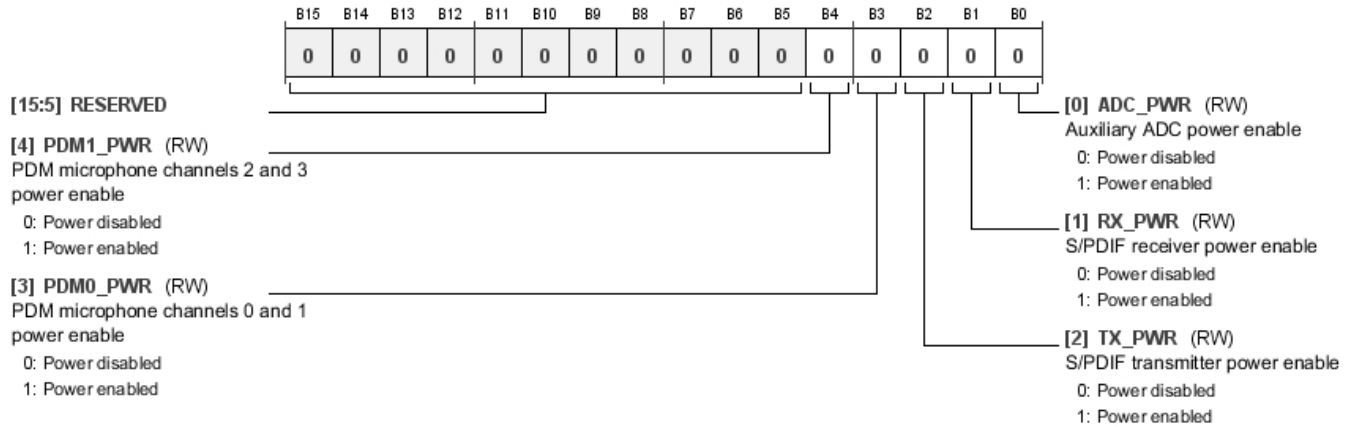 B15 B14 B13 B12 B11 B10 B9 B8 B7 B6 B5 B4 B3 B2 B1 B0
0 0 0 0 0 0 0 0 0 0 0 0 0 0 0 0
[15:5] RESERVED
[4] PDM1_PWR (RW)
PDM microphone channels 2 and 3
power enable
0: Power disabled
1: Power enabled
[3] PDM0_PWR (RW)
PDM microphone channels 0 and 1
power enable
0: Power disabled
1: Power enabled
[0] ADC_PWR (RW)
Auxiliary ADC power enable
0: Power disabled
1: Power enabled
[1] RX_PWR (RW)
S/PDIF receiver power enable
0: Power disabled
1: Power enabled
[2] TX_PWR (RW)
S/PDIF transmitter power enable
0: Power disabled
1: Power enabled